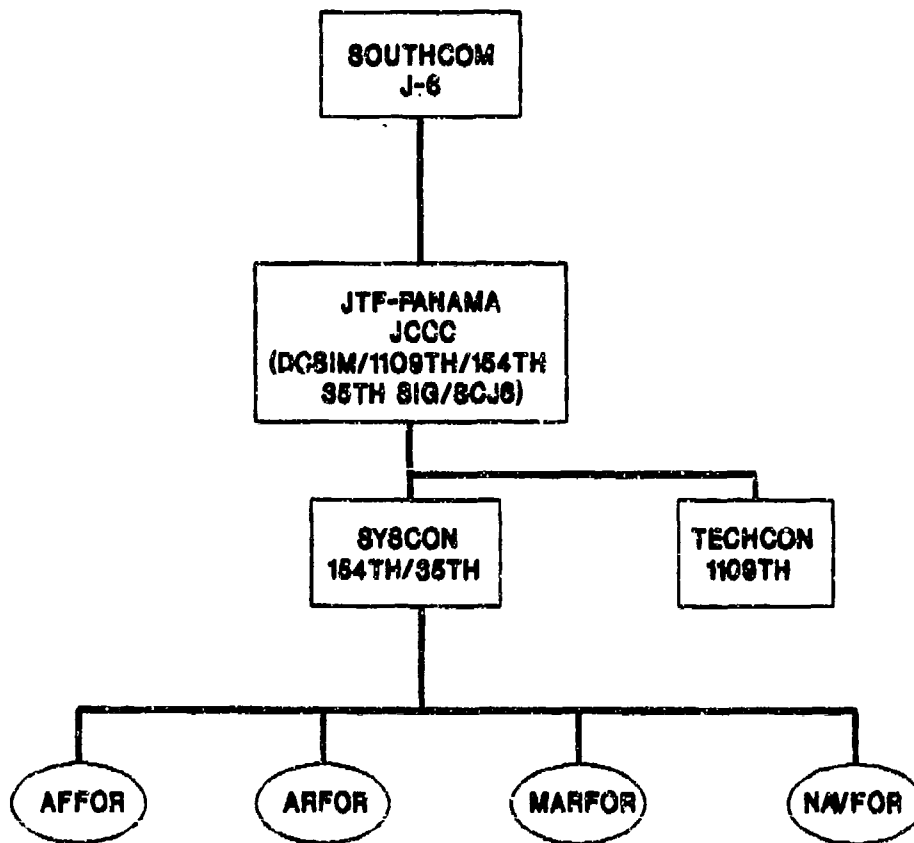 SOUTHCOM
J-6
JTF-PANAMA
JCCC
(DCSIM/1109TH/154TH
35TH SIG/SCJ6)
SYSCON
154TH/35TH
TECHCON
1109TH
AFFOR
ARFOR
MARFOR
NAVFOR